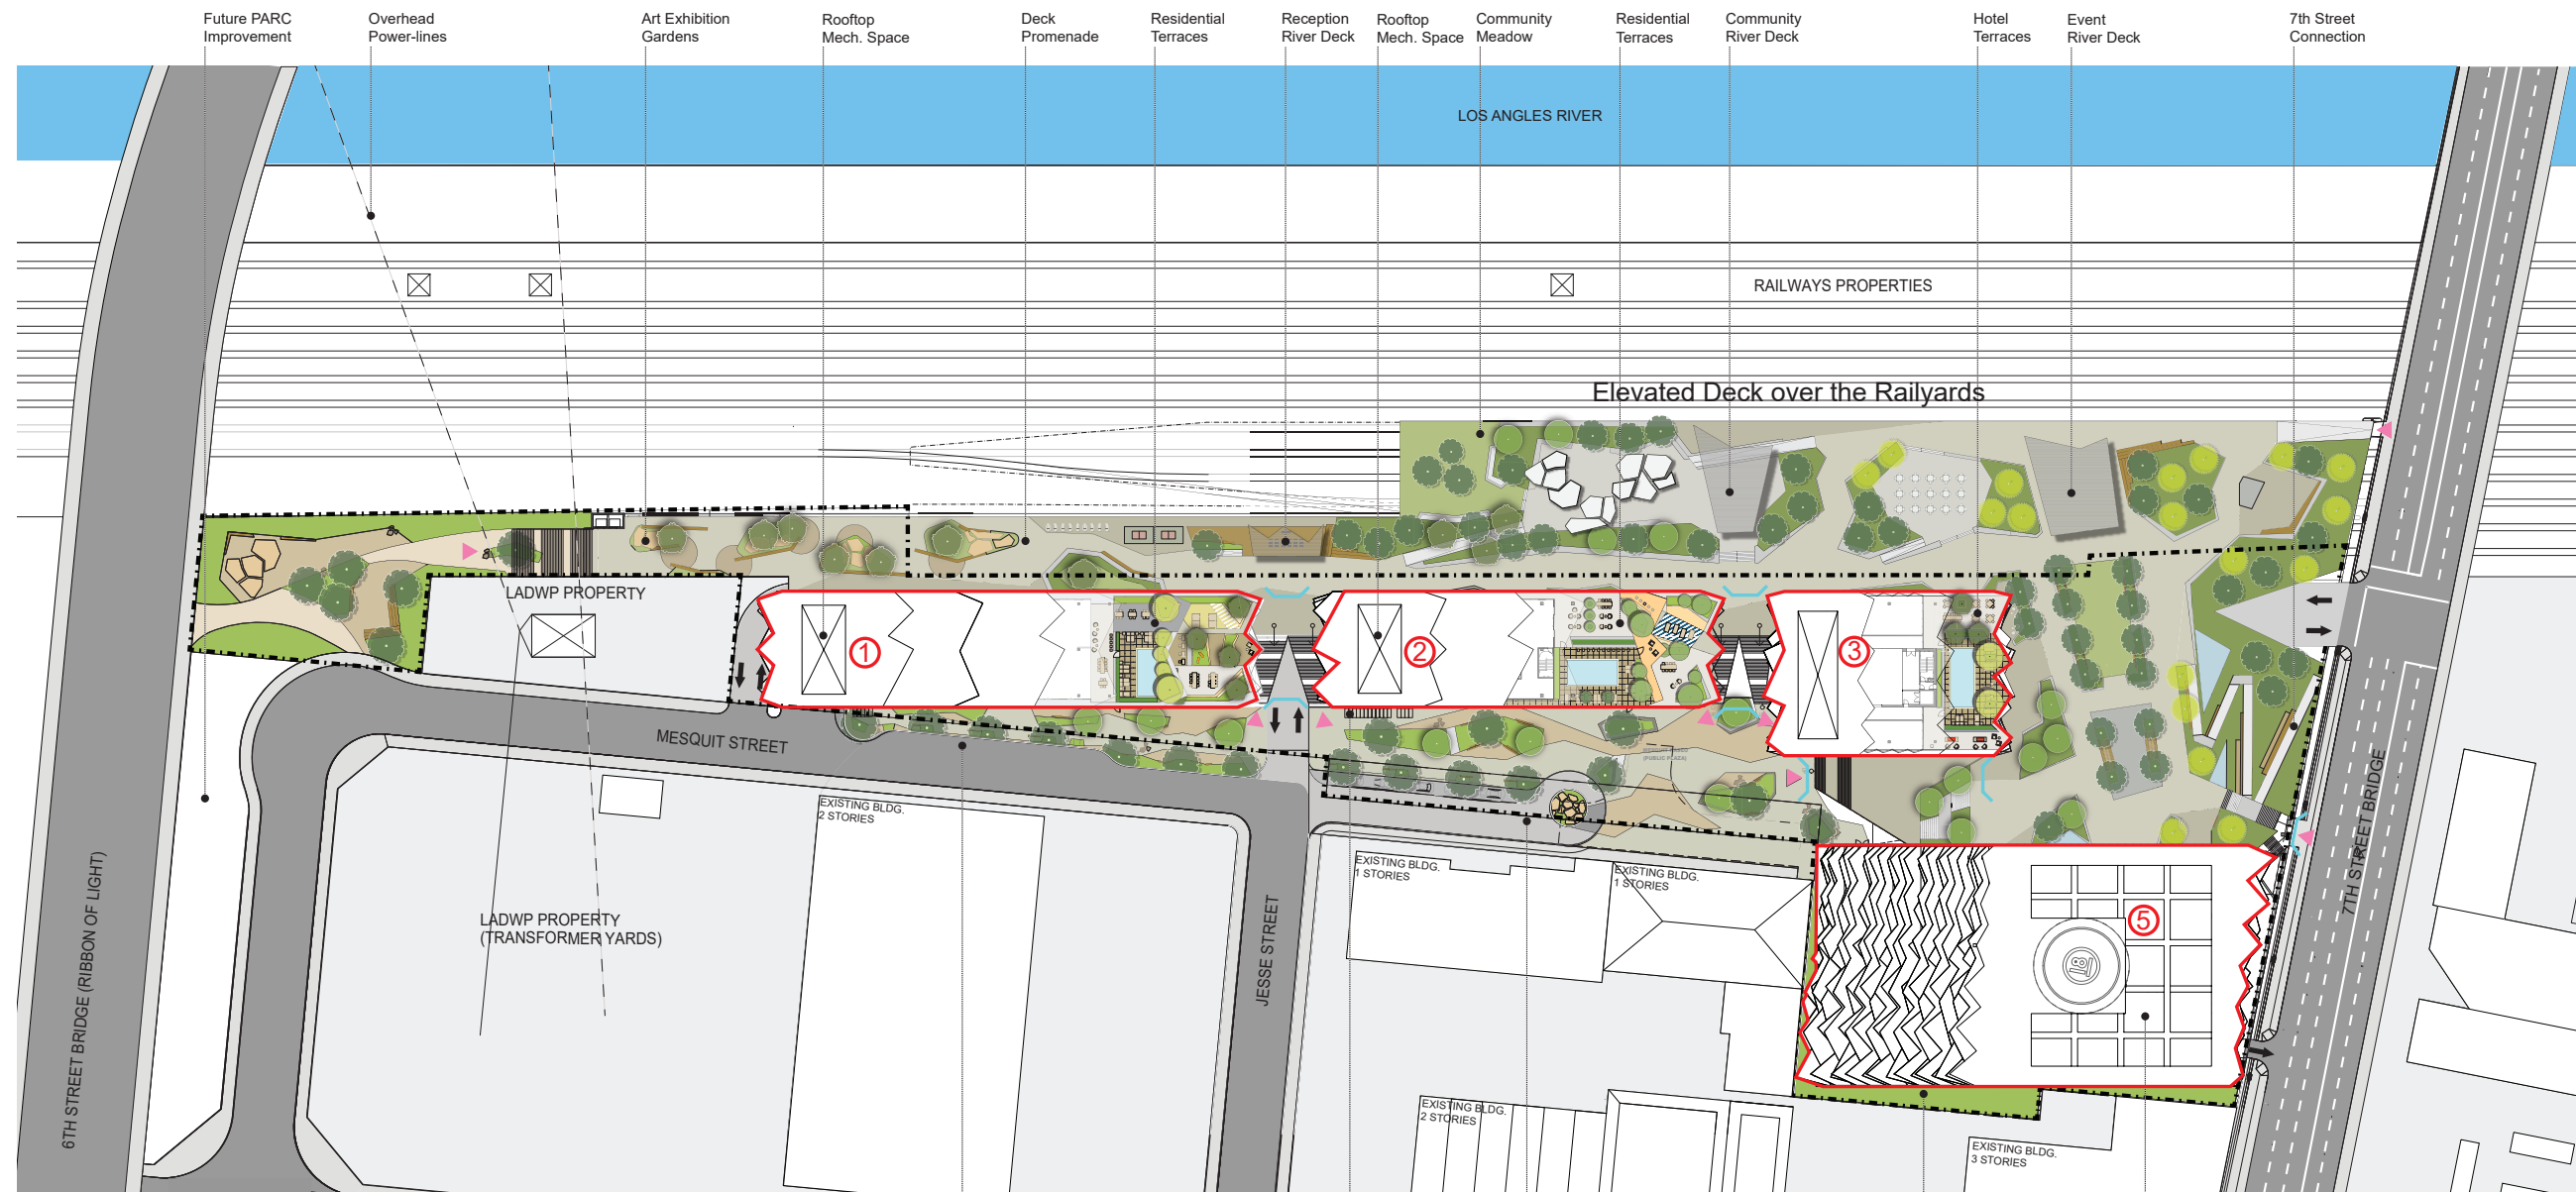 Future PARC
Improvement
Overhead
Power-lines
Art Exhibition
Gardens
Rooftop
Mech. Space
Deck
Promenade
Residential
Terraces
Reception
River Deck
Rooftop
Mech. Space
Community
Meadow
Residential
Terraces
Community
River Deck
Hotel
Terraces
Event
River Deck
7th Street
Connection
LOS ANGLES RIVER
RAILWAYS PROPERTIES
Elevated Deck over the Railyards
LADWP PROPERTY
1
2
3
MESQUIT STREET
(PUBLIC PLAZA)
EXISTING BLDG.
2 STORIES
EXISTING BLDG.
1 STORIES
EXISTING BLDG.
1 STORIES
LADWP PROPERTY
(TRANSFORMER YARDS)
5
18
6TH STREET BRIDGE (RIBBON OF LIGHT)
JESSE STREET
7TH STREET BRIDGE
EXISTING BLDG.
2 STORIES
EXISTING BLDG.
3 STORIES